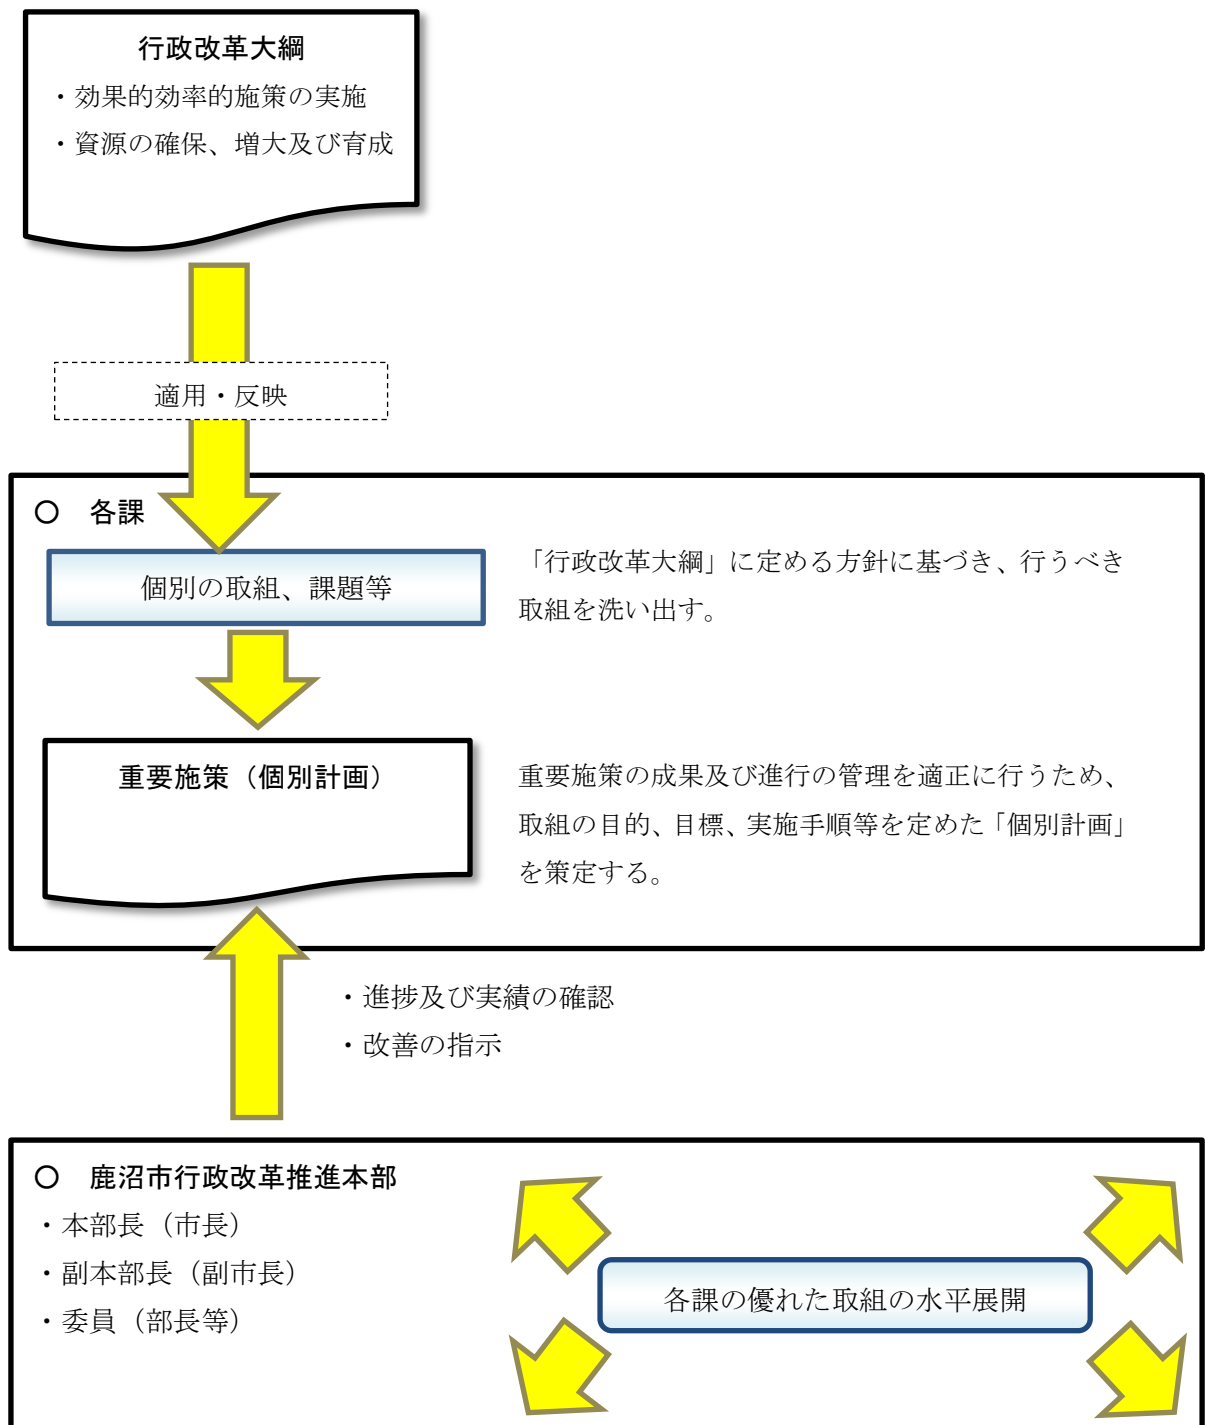 行政改革大綱
・効果的効率的施策の実施
・資源の確保、増大及び育成
適用・反映
○ 各課
個別の取組、課題等
「行政改革大綱」に定める方針に基づき、行うべき
取組を洗い出す。
重要施策（個別計画）
重要施策の成果及び進行の管理を適正に行うため、
取組の目的、目標、実施手順等を定めた「個別計画」
を策定する。
・進捗及び実績の確認
・改善の指示
○ 鹿沼市行政改革推進本部
・本部長（市長）
・副本部長（副市長）
・委員（部長等）
各課の優れた取組の水平展開